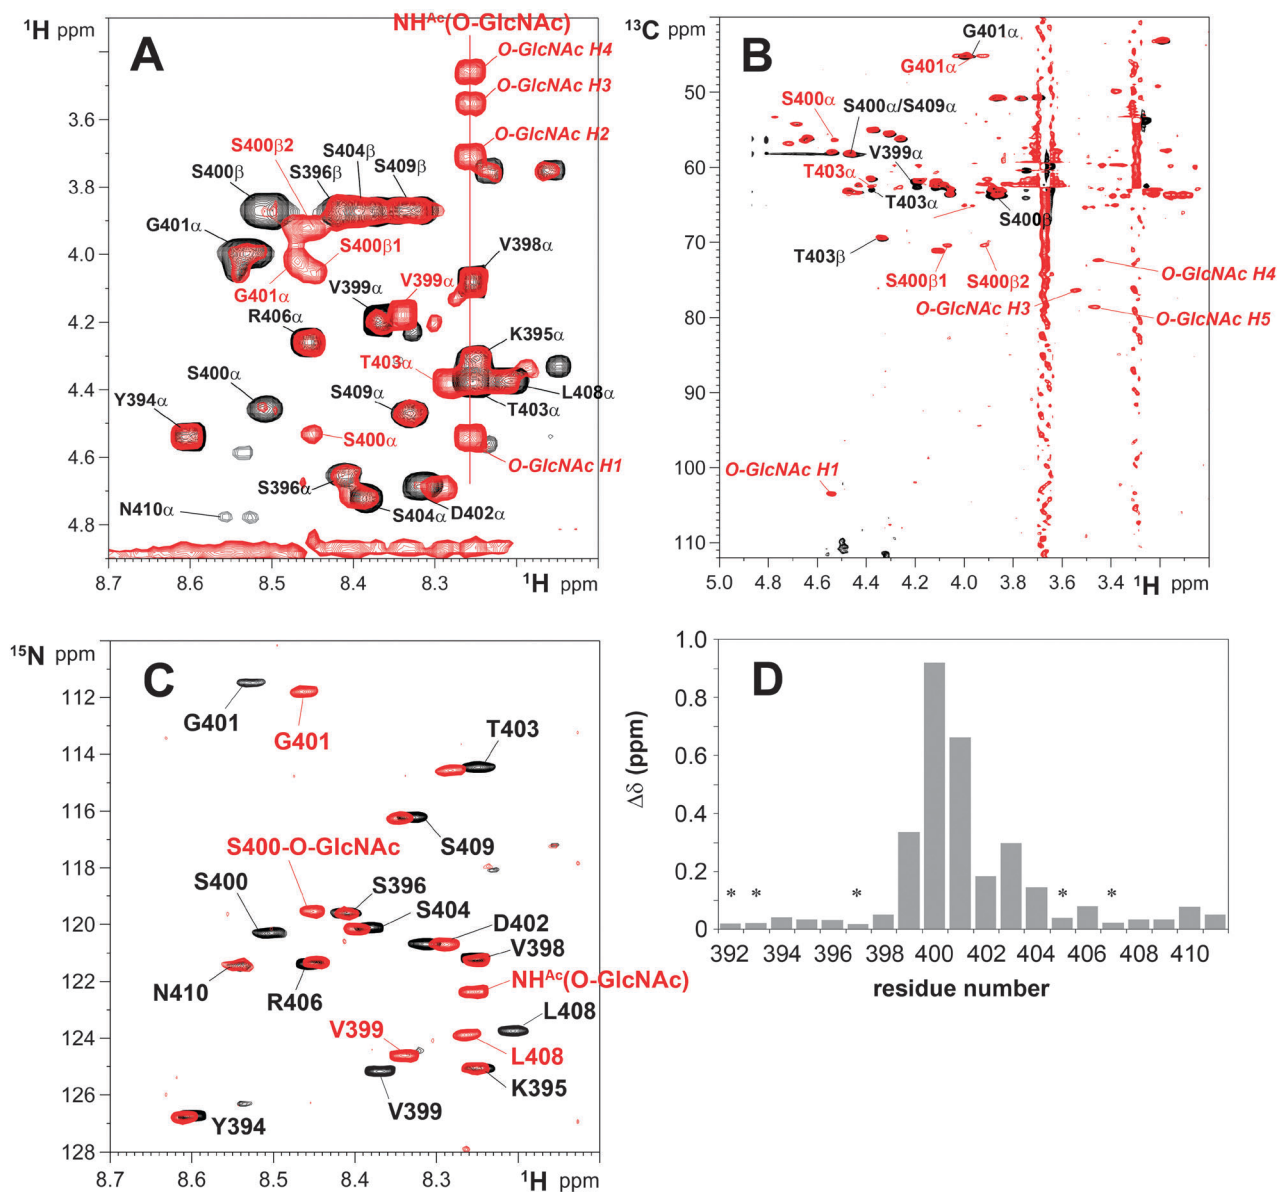 ¹H ppm
A
NHᴬᶜ(O-GlcNAc)
O-GlcNAc H4
O-GlcNAc H3
O-GlcNAc H2
S400β2
S404β
S400β
S396β
S409β
G401α
S400β1
V398α
G401α
V399α
V399α
R406α
K395α
T403α
S400α
S409α
L408α
Y394α
T403α
S400α
O-GlcNAc H1
S396α
N410α
S404α
D402α
3.6
3.8
4.0
4.2
4.4
4.6
4.8
8.7 8.6 8.5 8.4 8.3 ¹H ppm
¹³C ppm
B
G401α
G401α
S400α
S400α/S409α
V399α
T403α
T403α
S400β
T403β
S400β1
S400β2
O-GlcNAc H4
O-GlcNAc H3
O-GlcNAc H5
O-GlcNAc H1
50
60
70
80
90
100
110
5.0 4.8 4.6 4.4 4.2 4.0 3.8 3.6 3.4 ¹H ppm
¹⁵N ppm
C
G401
G401
T403
S409
S400-O-GlcNAc
S400
S396
S404
D402
V398
N410
R406
NHᴬᶜ(O-GlcNAc)
L408
V399
L408
K395
V399
Y394
112
114
116
118
120
122
124
126
128
8.7 8.6 8.5 8.4 8.3 ¹H ppm
D
Δδ (ppm)
1.0
0.8
0.6
0.4
0.2
0
* * * * *
392 394 396 398 400 402 404 406 408 410
residue number